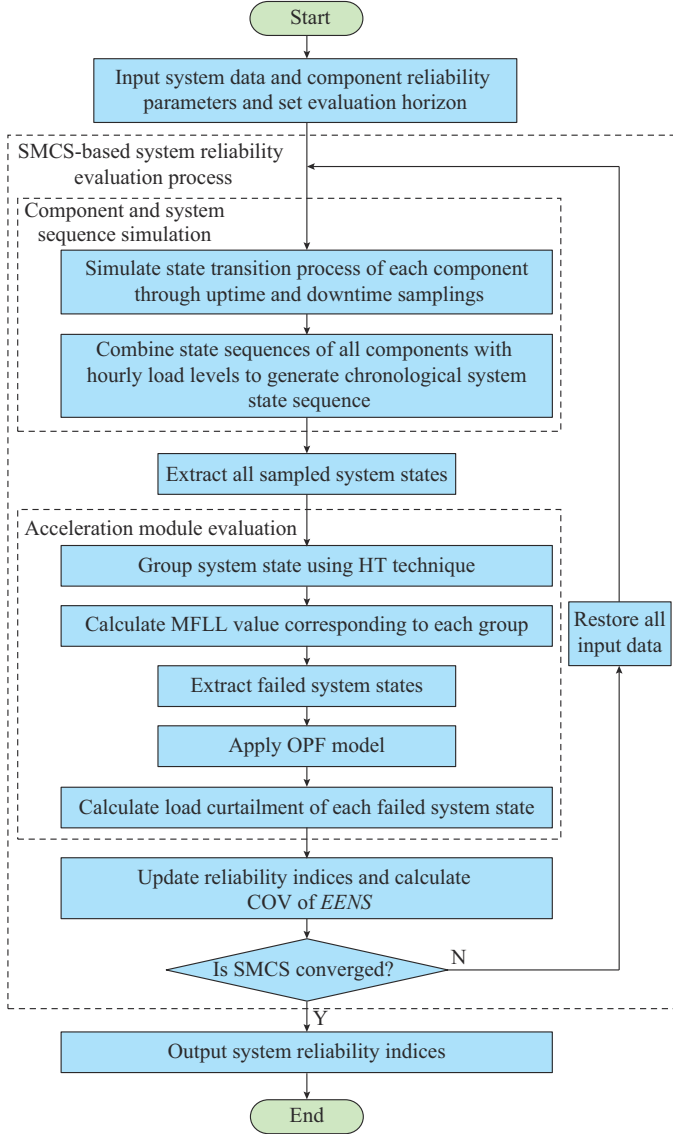 Start
Input system data and component reliability
parameters and set evaluation horizon
SMCS-based system reliability
evaluation process
Component and system
sequence simulation
Simulate state transition process of each component
through uptime and downtime samplings
Combine state sequences of all components with
hourly load levels to generate chronological system
state sequence
Extract all sampled system states
Acceleration module evaluation
Group system state using HT technique
Calculate MFLL value corresponding to each group
Extract failed system states
Apply OPF model
Calculate load curtailment of each failed system state
Restore all
input data
Update reliability indices and calculate
COV of EENS
Is SMCS converged?
N
Y
Output system reliability indices
End